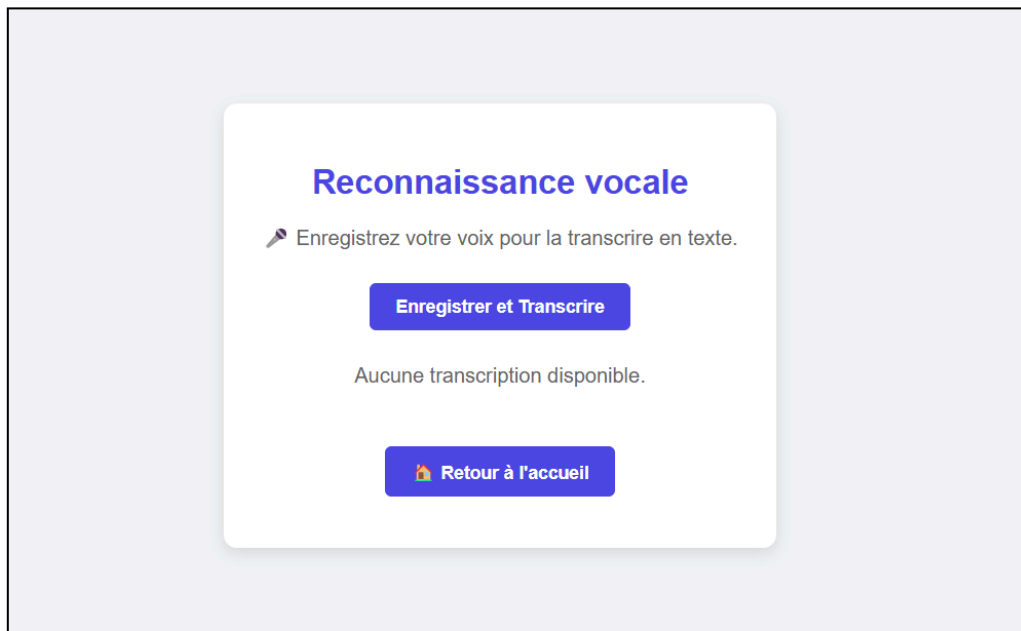 Reconnaissance vocale
🎤 Enregistrez votre voix pour la transcrire en texte.
Enregistrer et Transcrire
Aucune transcription disponible.
🏠 Retour à l'accueil